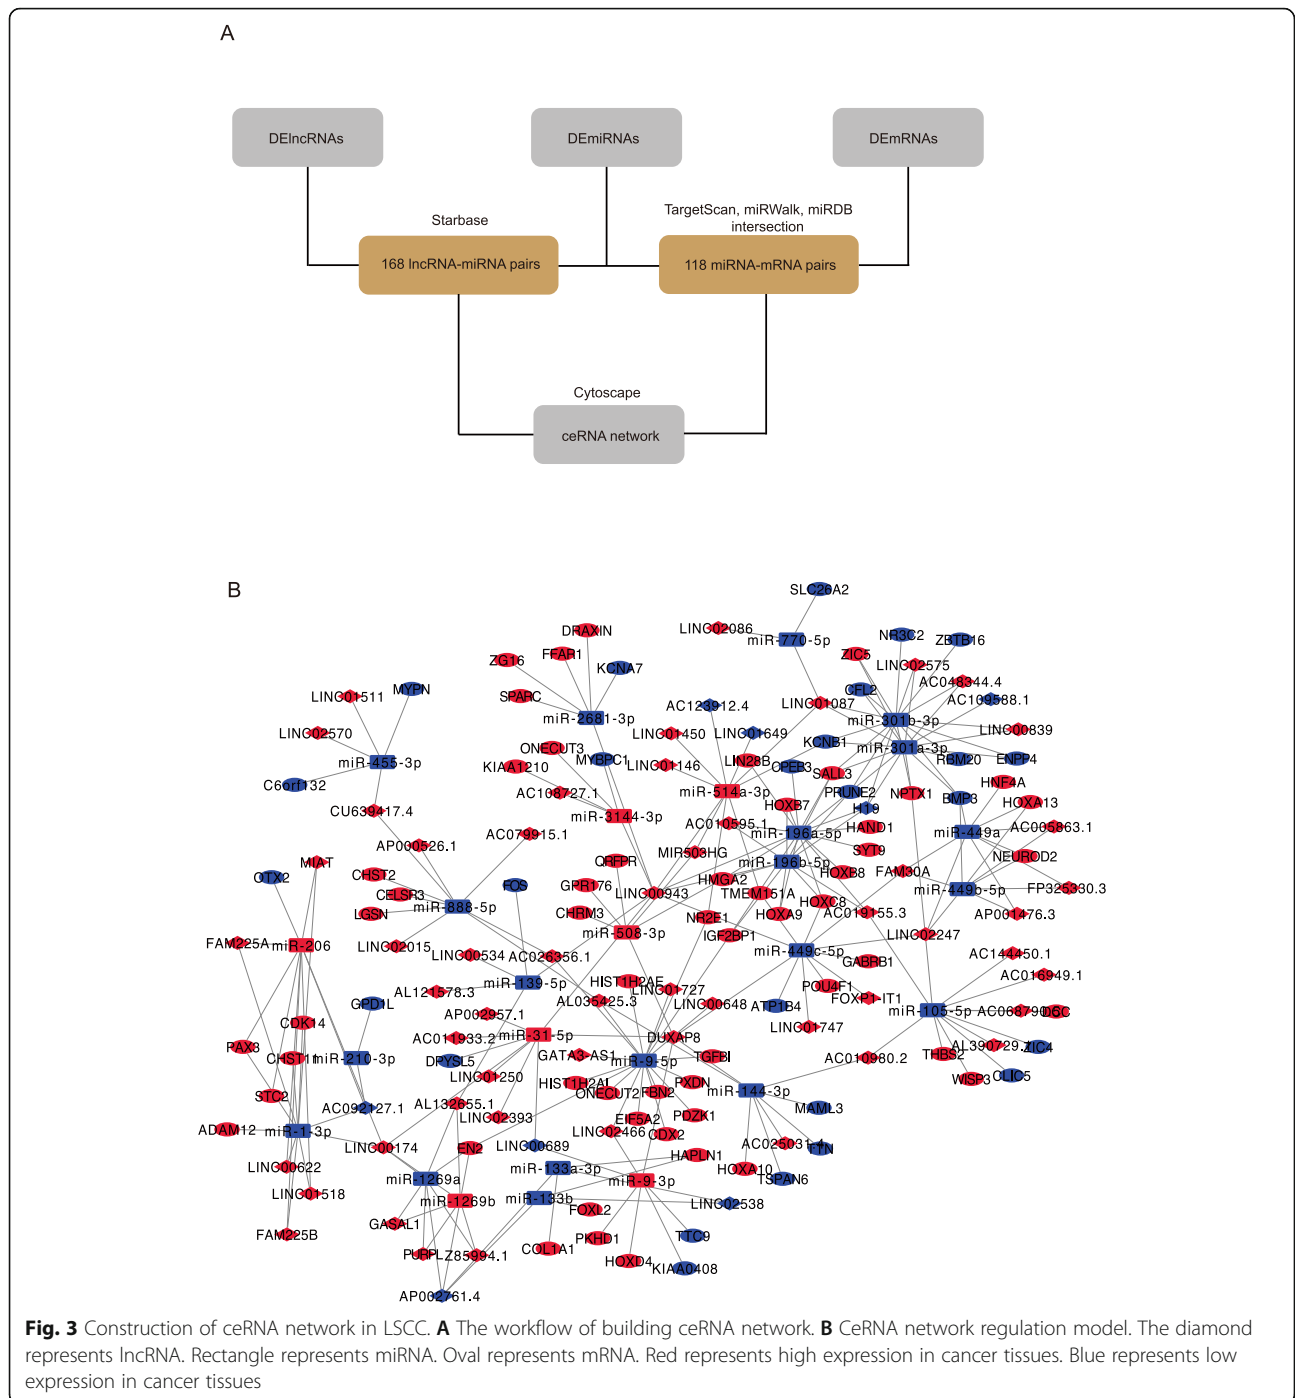 A
DElncRNAs
DEmiRNAs
DEmRNAs
Starbase
TargetScan, miRWalk, miRDB
intersection
168 lncRNA-miRNA pairs
118 miRNA-mRNA pairs
Cytoscape
ceRNA network
B
SLC26A2
LINC02086
miR-770-5p
DRAXIN
FFAR1
ZG16
KCNA7
SPARC
miR-2681-3p
NR3C2
ZBTB16
ZIC5
LINC02575
AC048344.4
CFL2
AC109588.1
LINC01087
miR-301b-3p
LINC00839
LINC01511
MYPN
AC123912.4
LINC02570
LINC01450
LINC01649
KCNB1
miR-301a-3p
miR-455-3p
ONECUT3
MYBPC1
KIAA1210
LINC01146
LIN28B
CPEB3
SALL3
RBM20
ENPP4
C6orf132
AC108727.1
miR-514a-3p
PRUNE2
NPTX1
HNF4A
BMP3
HOXA13
CU639417.4
miR-3144-3p
HOXB7
H19
AC010595.1
miR-196a-5p
HAND1
miR-449a
AC005863.1
AP000526.1
AC079915.1
MIR503HG
SYT9
NEUROD2
MIAT
QRFPR
miR-196b-5p
OTX2
CHST2
FOS
GPR176
LINC00943
HMGA2
HOXB8
FAM30A
CELSR3
TMEM151A
miR-449b-5p
FP325330.3
LGSN
miR-888-5p
CHRM3
NR2E1
HOXA9
HOXC8
AC019155.3
AP001476.3
FAM225A
miR-206
LINC02015
miR-508-3p
IGF2BP1
LINC02247
LINC00534
AC026356.1
miR-449c-5p
GABRB1
AC144450.1
AC016949.1
miR-139-5p
HIST1H2AE
LINC01727
POU4F1
AL121578.3
AL035425.3
LINC00648
ATP1B4
FOXP1-IT1
GPD1L
AP002957.1
miR-105-5p
AC068790.6
CDK14
AC011933.2
miR-31-5p
DUXAP8
LINC01747
PAX3
CHST11
miR-210-3p
DPYSL5
GATA3-AS1
miR-9-5p
TGFBI
AC010980.2
THBS2
AL390729.1
ZIC4
LINC01250
WISP3
CLIC5
HIST1H2AL
ONECUT2
FBN2
PXDN
miR-144-3p
STC2
AC092127.1
AL132655.1
LINC02393
EIF5A2
PDZK1
MAML3
ADAM12
miR-1-3p
LINC02466
CDX2
LINC00174
EN2
LINC00689
HAPLN1
AC025031.4
LINC00622
miR-133a-3p
HOXA10
TSPAN6
miR-1269a
miR-9-3p
LINC01518
miR-1269b
miR-133b
LINC02538
GASAL1
FOXL2
FAM225B
PKHD1
TTC9
PURPL
Z85994.1
COL1A1
HOXD4
KIAA0408
AP002761.4
Fig. 3 Construction of ceRNA network in LSCC. A The workflow of building ceRNA network. B CeRNA network regulation model. The diamond
represents lncRNA. Rectangle represents miRNA. Oval represents mRNA. Red represents high expression in cancer tissues. Blue represents low
expression in cancer tissues